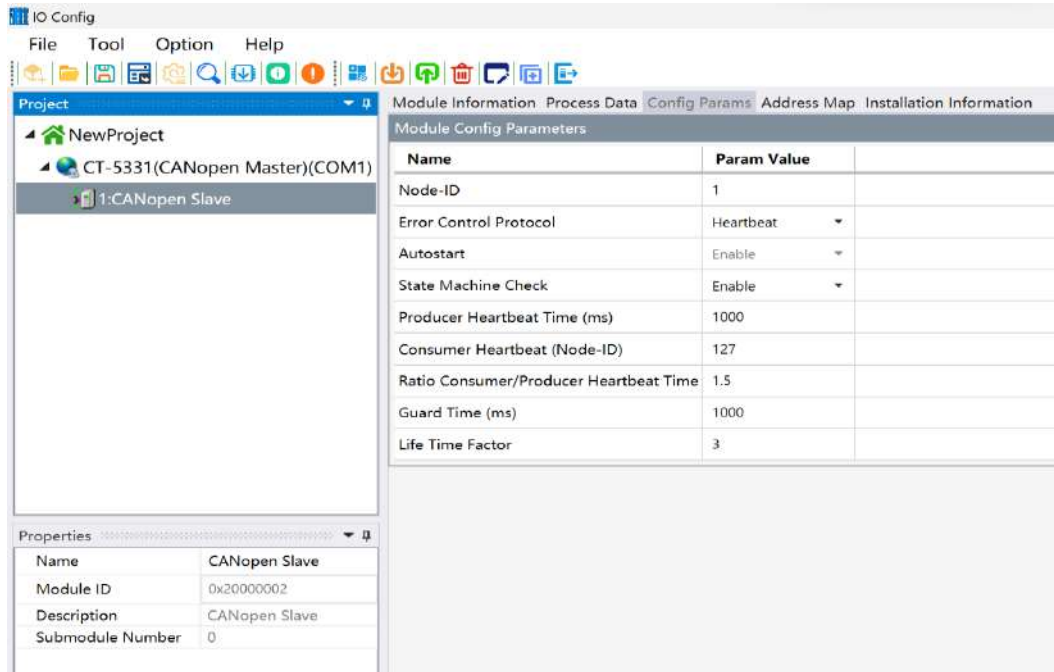 IO Config
File Tool Option Help
Project
NewProject
CT-5331(CANopen Master)(COM1)
1:CANopen Slave
Module Information Process Data Config Params Address Map Installation Information
Module Config Parameters
Name Param Value
Node-ID 1
Error Control Protocol Heartbeat
Autostart Enable
State Machine Check Enable
Producer Heartbeat Time (ms) 1000
Consumer Heartbeat (Node-ID) 127
Ratio Consumer/Producer Heartbeat Time 1.5
Guard Time (ms) 1000
Life Time Factor 3
Properties
Name CANopen Slave
Module ID 0x20000002
Description CANopen Slave
Submodule Number 0